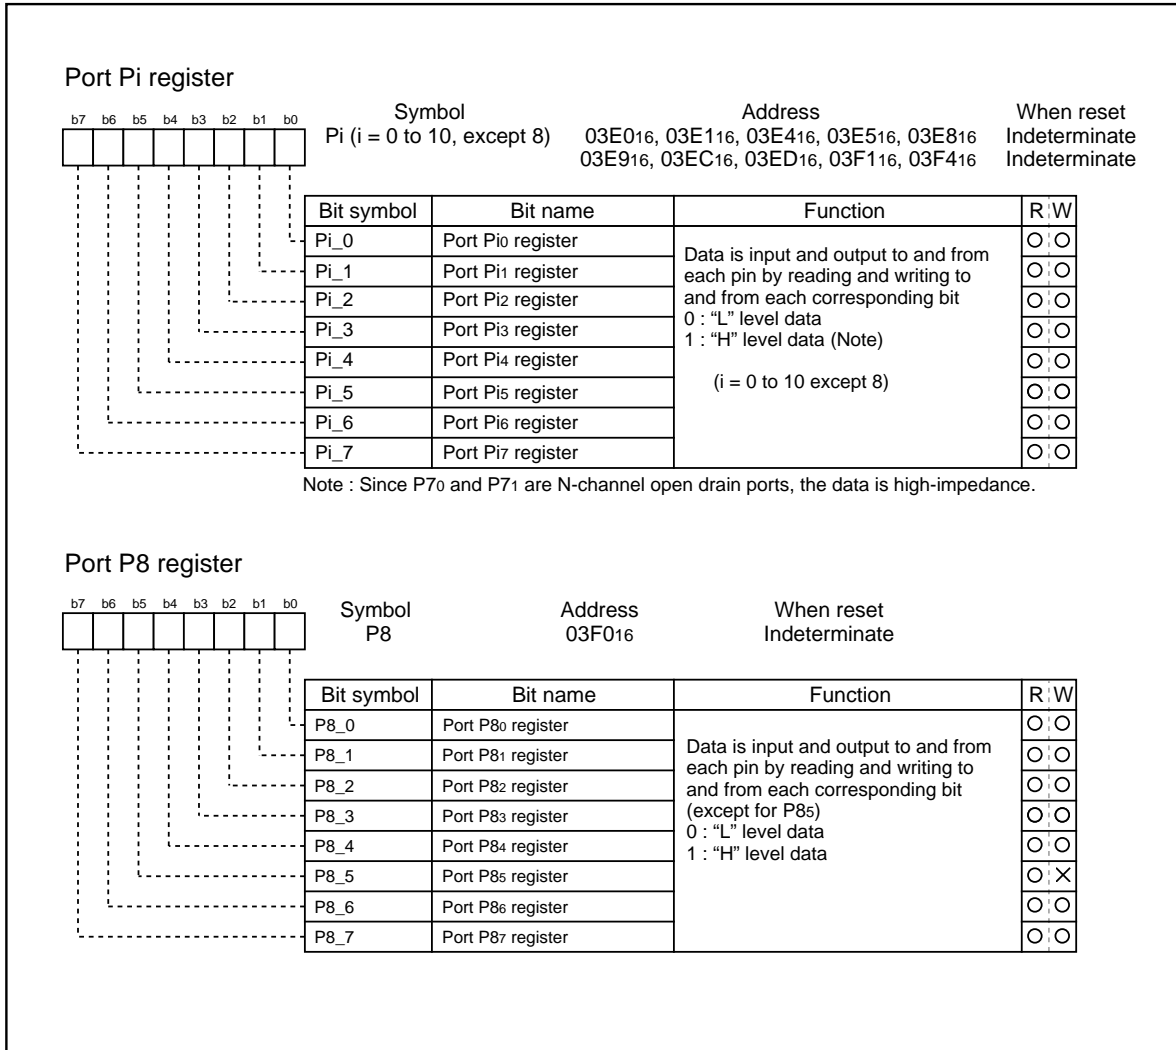 Port Pi register
b7 b6 b5 b4 b3 b2 b1 b0
Symbol Address When reset
Pi (i = 0 to 10, except 8) 03E016, 03E116, 03E416, 03E516, 03E816 Indeterminate
03E916, 03EC16, 03ED16, 03F116, 03F416 Indeterminate
Bit symbol Bit name Function R W
Pi_0 Port Pi0 register
Pi_1 Port Pi1 register
Pi_2 Port Pi2 register
Pi_3 Port Pi3 register
Pi_4 Port Pi4 register
Pi_5 Port Pi5 register
Pi_6 Port Pi6 register
Pi_7 Port Pi7 register
Data is input and output to and from
each pin by reading and writing to
and from each corresponding bit
0 : “L” level data
1 : “H” level data (Note)
(i = 0 to 10 except 8)
Note : Since P70 and P71 are N-channel open drain ports, the data is high-impedance.
Port P8 register
b7 b6 b5 b4 b3 b2 b1 b0
Symbol Address When reset
P8 03F016 Indeterminate
Bit symbol Bit name Function R W
P8_0 Port P80 register
P8_1 Port P81 register
P8_2 Port P82 register
P8_3 Port P83 register
P8_4 Port P84 register
P8_5 Port P85 register
P8_6 Port P86 register
P8_7 Port P87 register
Data is input and output to and from
each pin by reading and writing to
and from each corresponding bit
(except for P85)
0 : “L” level data
1 : “H” level data